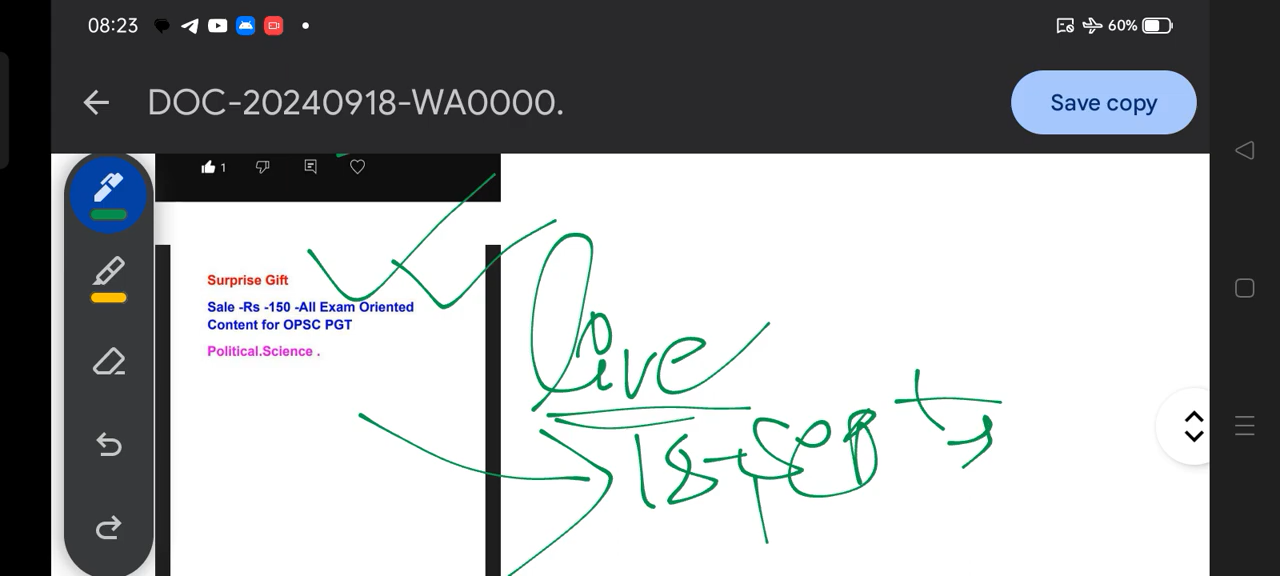 08:23
60%
DOC-20240918-WA0000.
Save copy
1
Surprise Gift
Sale -Rs -150 -All Exam Oriented
Content for OPSC PGT
Political.Science .
live
18-Sept